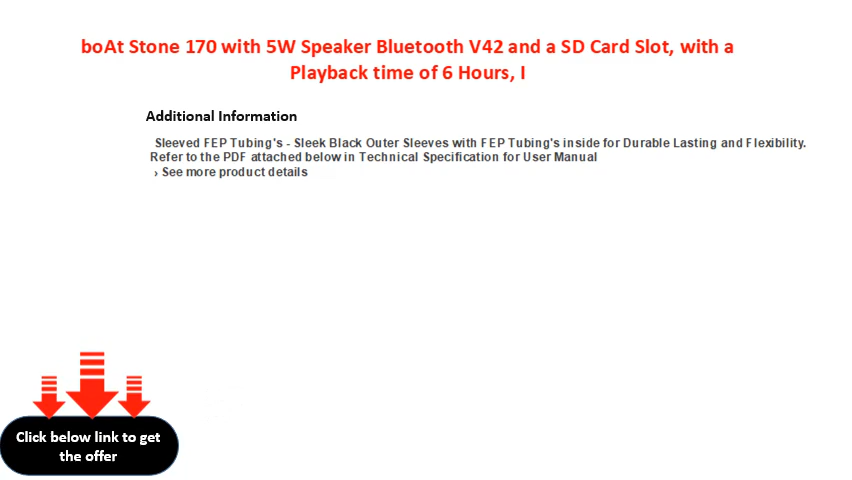 boAt Stone 170 with 5W Speaker Bluetooth V42 and a SD Card Slot, with a
Playback time of 6 Hours, I
Additional Information
Sleeved FEP Tubing's - Sleek Black Outer Sleeves with FEP Tubing's inside for Durable Lasting and Flexibility.
Refer to the PDF attached below in Technical Specification for User Manual
› See more product details
Click below link to get
the offer